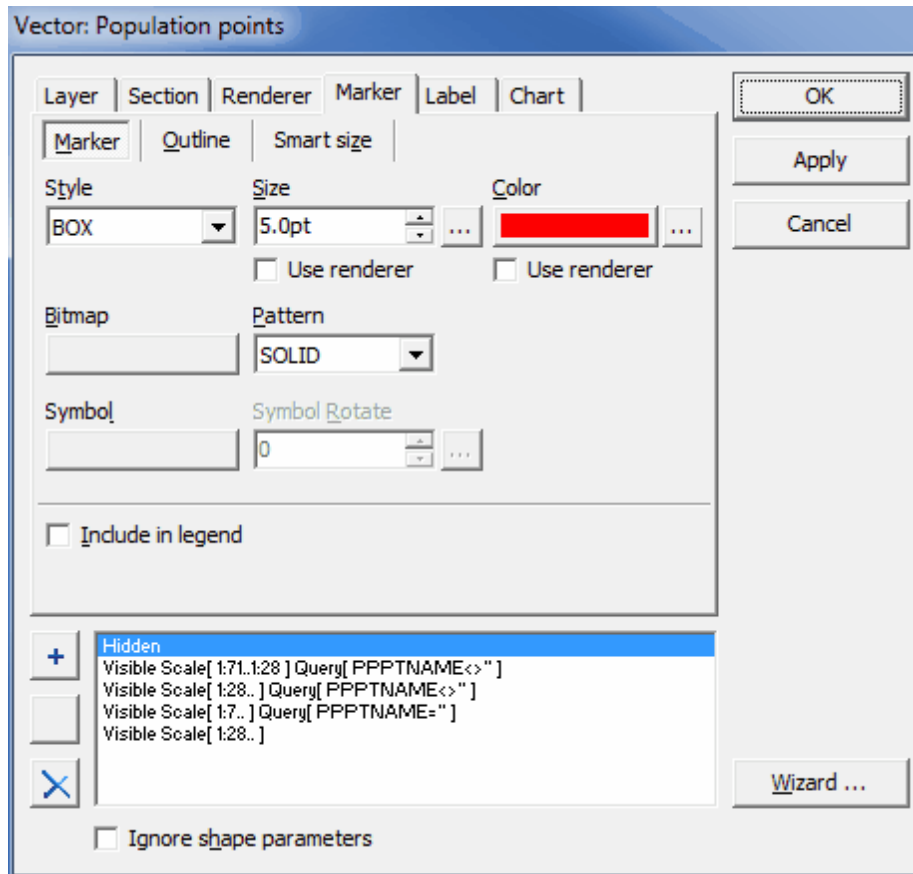 Vector: Population points
Layer Section Renderer Marker Label Chart
OK
Marker Outline Smart size
Apply
Style Size Color
BOX 5.0pt ... ...
Cancel
Use renderer Use renderer
Bitmap Pattern
SOLID
Symbol Symbol Rotate
0 ...
Include in legend
+
Hidden
Visible Scale[ 1:71..1:28 ] Query[ PPPTNAME<>'' ]
Visible Scale[ 1:28.. ] Query[ PPPTNAME<>'' ]
Visible Scale[ 1:7.. ] Query[ PPPTNAME='' ]
Visible Scale[ 1:28.. ]
Wizard ...
Ignore shape parameters